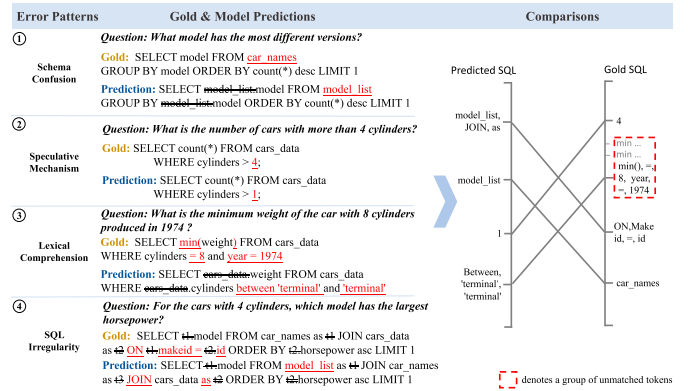 Error Patterns
Gold & Model Predictions
Comparisons
1
Schema
Confusion
Question: What model has the most different versions?
Gold: SELECT model FROM car_names
GROUP BY model ORDER BY count(*) desc LIMIT 1
Prediction: SELECT model_list.model FROM model_list
GROUP BY model_list.model ORDER BY count(*) desc LIMIT 1
2
Speculative
Mechanism
Question: What is the number of cars with more than 4 cylinders?
Gold: SELECT count(*) FROM cars_data
WHERE cylinders > 4;
Prediction: SELECT count(*) FROM cars_data
WHERE cylinders > 1;
3
Lexical
Comprehension
Question: What is the minimum weight of the car with 8 cylinders
produced in 1974 ?
Gold: SELECT min(weight) FROM cars_data
WHERE cylinders = 8 and year = 1974
Prediction: SELECT cars_data.weight FROM cars_data
WHERE cars_data.cylinders between 'terminal' and 'terminal'
4
SQL
Irregularity
Question: For the cars with 4 cylinders, which model has the largest
horsepower?
Gold: SELECT t1.model FROM car_names as t1 JOIN cars_data
as t2 ON t1.makeid = t2.id ORDER BY t2.horsepower asc LIMIT 1
Prediction: SELECT t1.model FROM model_list as t1 JOIN car_names
as t3 JOIN cars_data as t2 ORDER BY t2.horsepower asc LIMIT 1
Predicted SQL
model_list,
JOIN, as
model_list
1
Between,
'terminal',
'terminal'
Gold SQL
4
min ...
min ...
min(), =,
8, year,
=, 1974
ON,Make
id, =, id
car_names
denotes a group of unmatched tokens